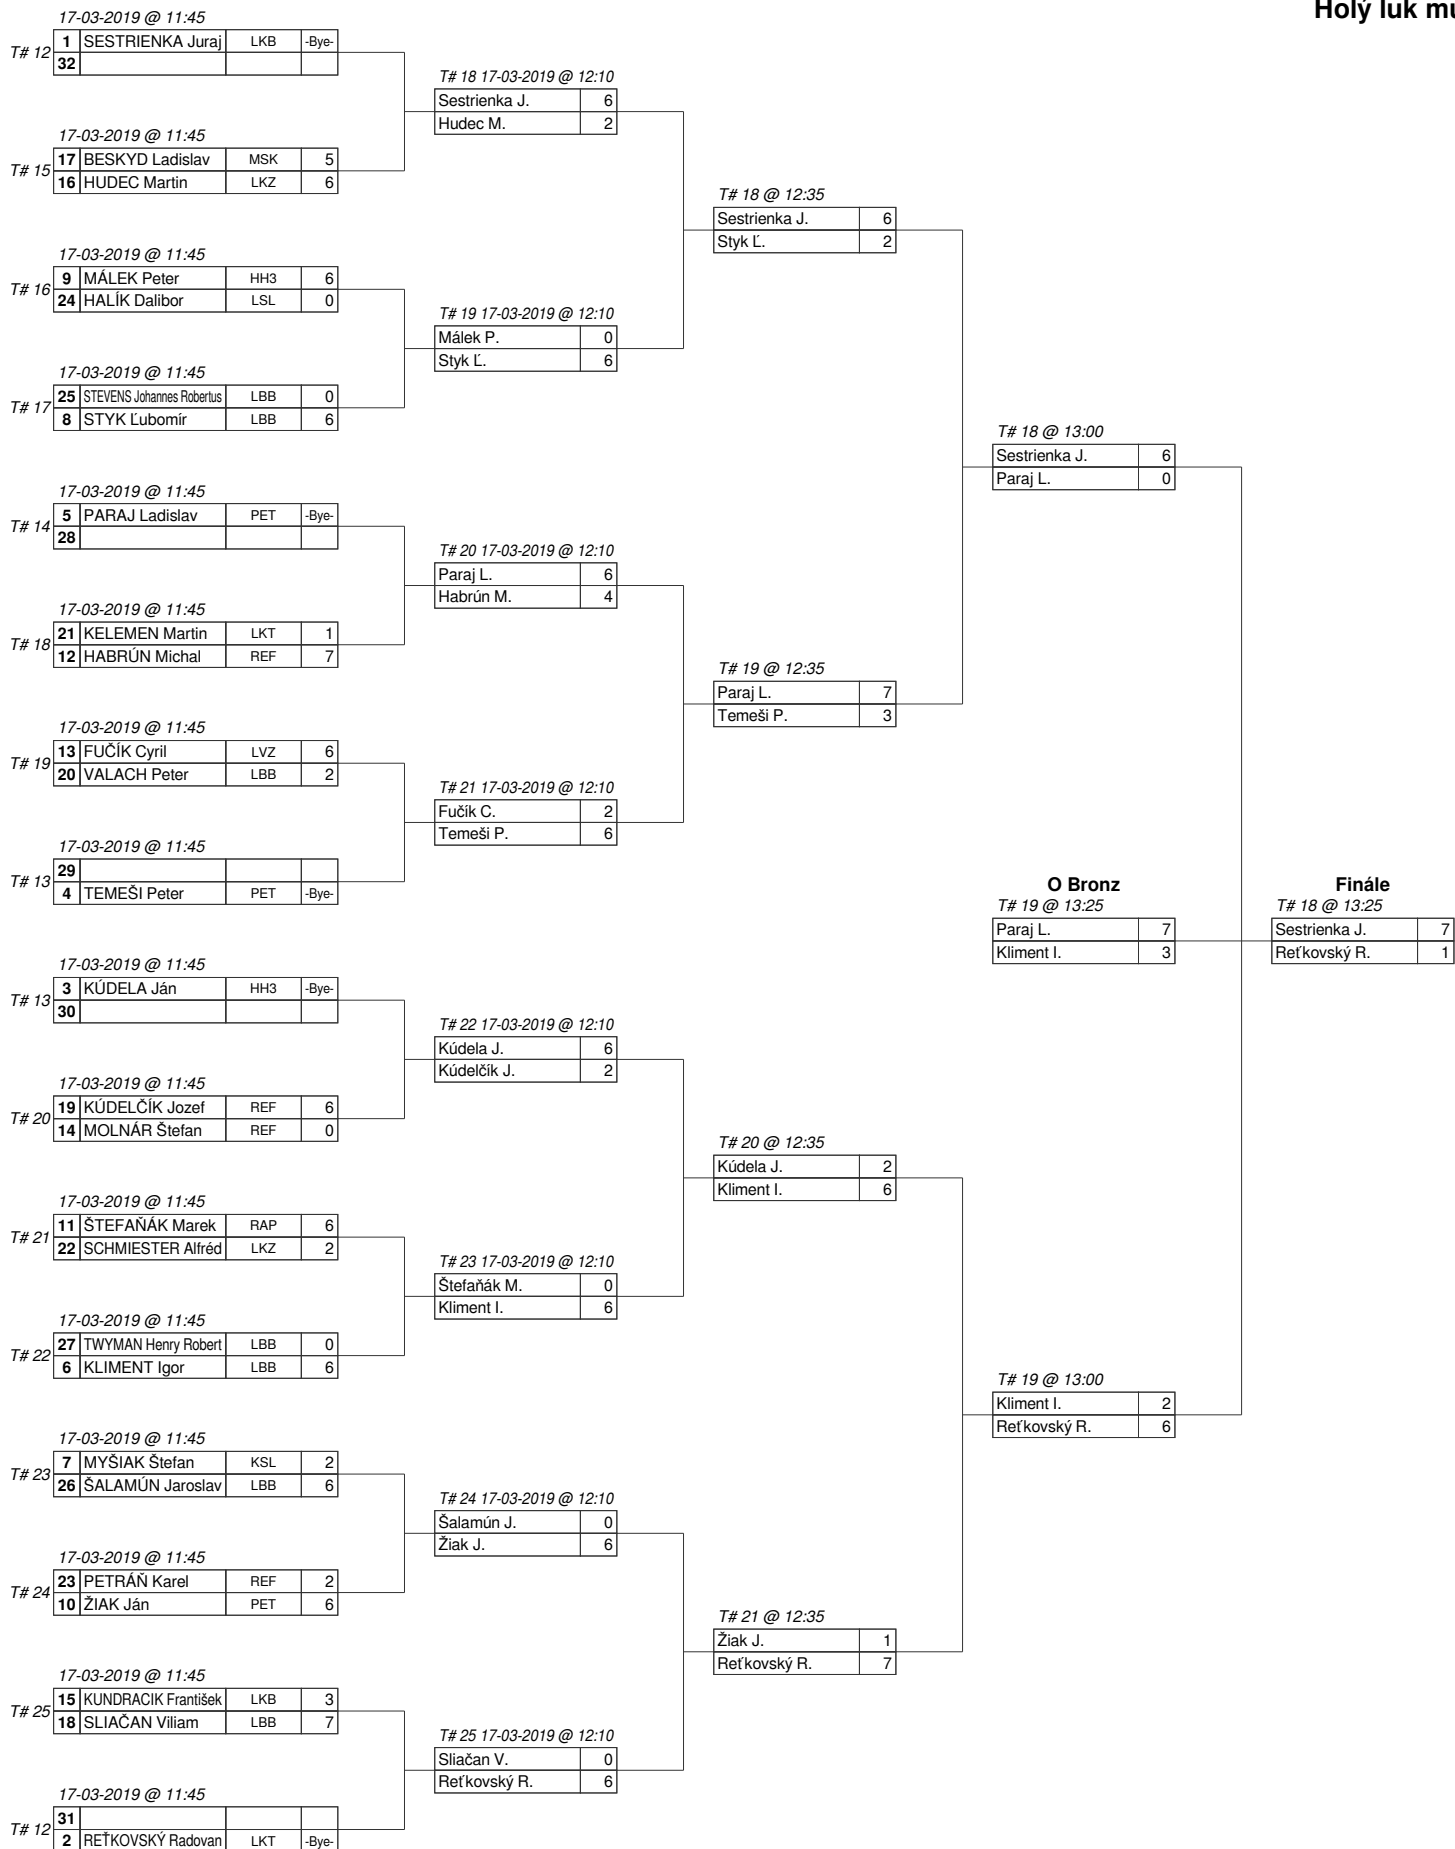 Holý luk mu
17-03-2019 @ 11:45
T# 12
1 SESTRIENKA Juraj LKB -Bye-
32
T# 18 17-03-2019 @ 12:10
Sestrienka J. 6
Hudec M. 2
17-03-2019 @ 11:45
T# 15
17 BESKYD Ladislav MSK 5
16 HUDEC Martin LKZ 6
T# 18 @ 12:35
Sestrienka J. 6
Styk Ľ. 2
17-03-2019 @ 11:45
T# 16
9 MÁLEK Peter HH3 6
24 HALÍK Dalibor LSL 0
T# 19 17-03-2019 @ 12:10
Málek P. 0
Styk Ľ. 6
17-03-2019 @ 11:45
T# 17
25 STEVENS Johannes Robertus LBB 0
8 STYK Ľubomír LBB 6
T# 18 @ 13:00
Sestrienka J. 6
Paraj L. 0
17-03-2019 @ 11:45
T# 14
5 PARAJ Ladislav PET -Bye-
28
T# 20 17-03-2019 @ 12:10
Paraj L. 6
Habrún M. 4
17-03-2019 @ 11:45
T# 18
21 KELEMEN Martin LKT 1
12 HABRÚN Michal REF 7
T# 19 @ 12:35
Paraj L. 7
Temeši P. 3
17-03-2019 @ 11:45
T# 19
13 FUČÍK Cyril LVZ 6
20 VALACH Peter LBB 2
T# 21 17-03-2019 @ 12:10
Fučík C. 2
Temeši P. 6
17-03-2019 @ 11:45
T# 13
29
4 TEMEŠI Peter PET -Bye-
O Bronz
T# 19 @ 13:25
Paraj L. 7
Kliment I. 3
Finále
T# 18 @ 13:25
Sestrienka J. 7
Reťkovský R. 1
17-03-2019 @ 11:45
T# 13
3 KÚDELA Ján HH3 -Bye-
30
T# 22 17-03-2019 @ 12:10
Kúdela J. 6
Kúdelčík J. 2
17-03-2019 @ 11:45
T# 20
19 KÚDELČÍK Jozef REF 6
14 MOLNÁR Štefan REF 0
T# 20 @ 12:35
Kúdela J. 2
Kliment I. 6
17-03-2019 @ 11:45
T# 21
11 ŠTEFAŇÁK Marek RAP 6
22 SCHMIESTER Alfréd LKZ 2
T# 23 17-03-2019 @ 12:10
Štefaňák M. 0
Kliment I. 6
17-03-2019 @ 11:45
T# 22
27 TWYMAN Henry Robert LBB 0
6 KLIMENT Igor LBB 6
T# 19 @ 13:00
Kliment I. 2
Reťkovský R. 6
17-03-2019 @ 11:45
T# 23
7 MYŠIAK Štefan KSL 2
26 ŠALAMÚN Jaroslav LBB 6
T# 24 17-03-2019 @ 12:10
Šalamún J. 0
Žiak J. 6
17-03-2019 @ 11:45
T# 24
23 PETRÁŇ Karel REF 2
10 ŽIAK Ján PET 6
T# 21 @ 12:35
Žiak J. 1
Reťkovský R. 7
17-03-2019 @ 11:45
T# 25
15 KUNDRACIK František LKB 3
18 SLIAČAN Viliam LBB 7
T# 25 17-03-2019 @ 12:10
Sliačan V. 0
Reťkovský R. 6
17-03-2019 @ 11:45
T# 12
31
2 REŤKOVSKÝ Radovan LKT -Bye-